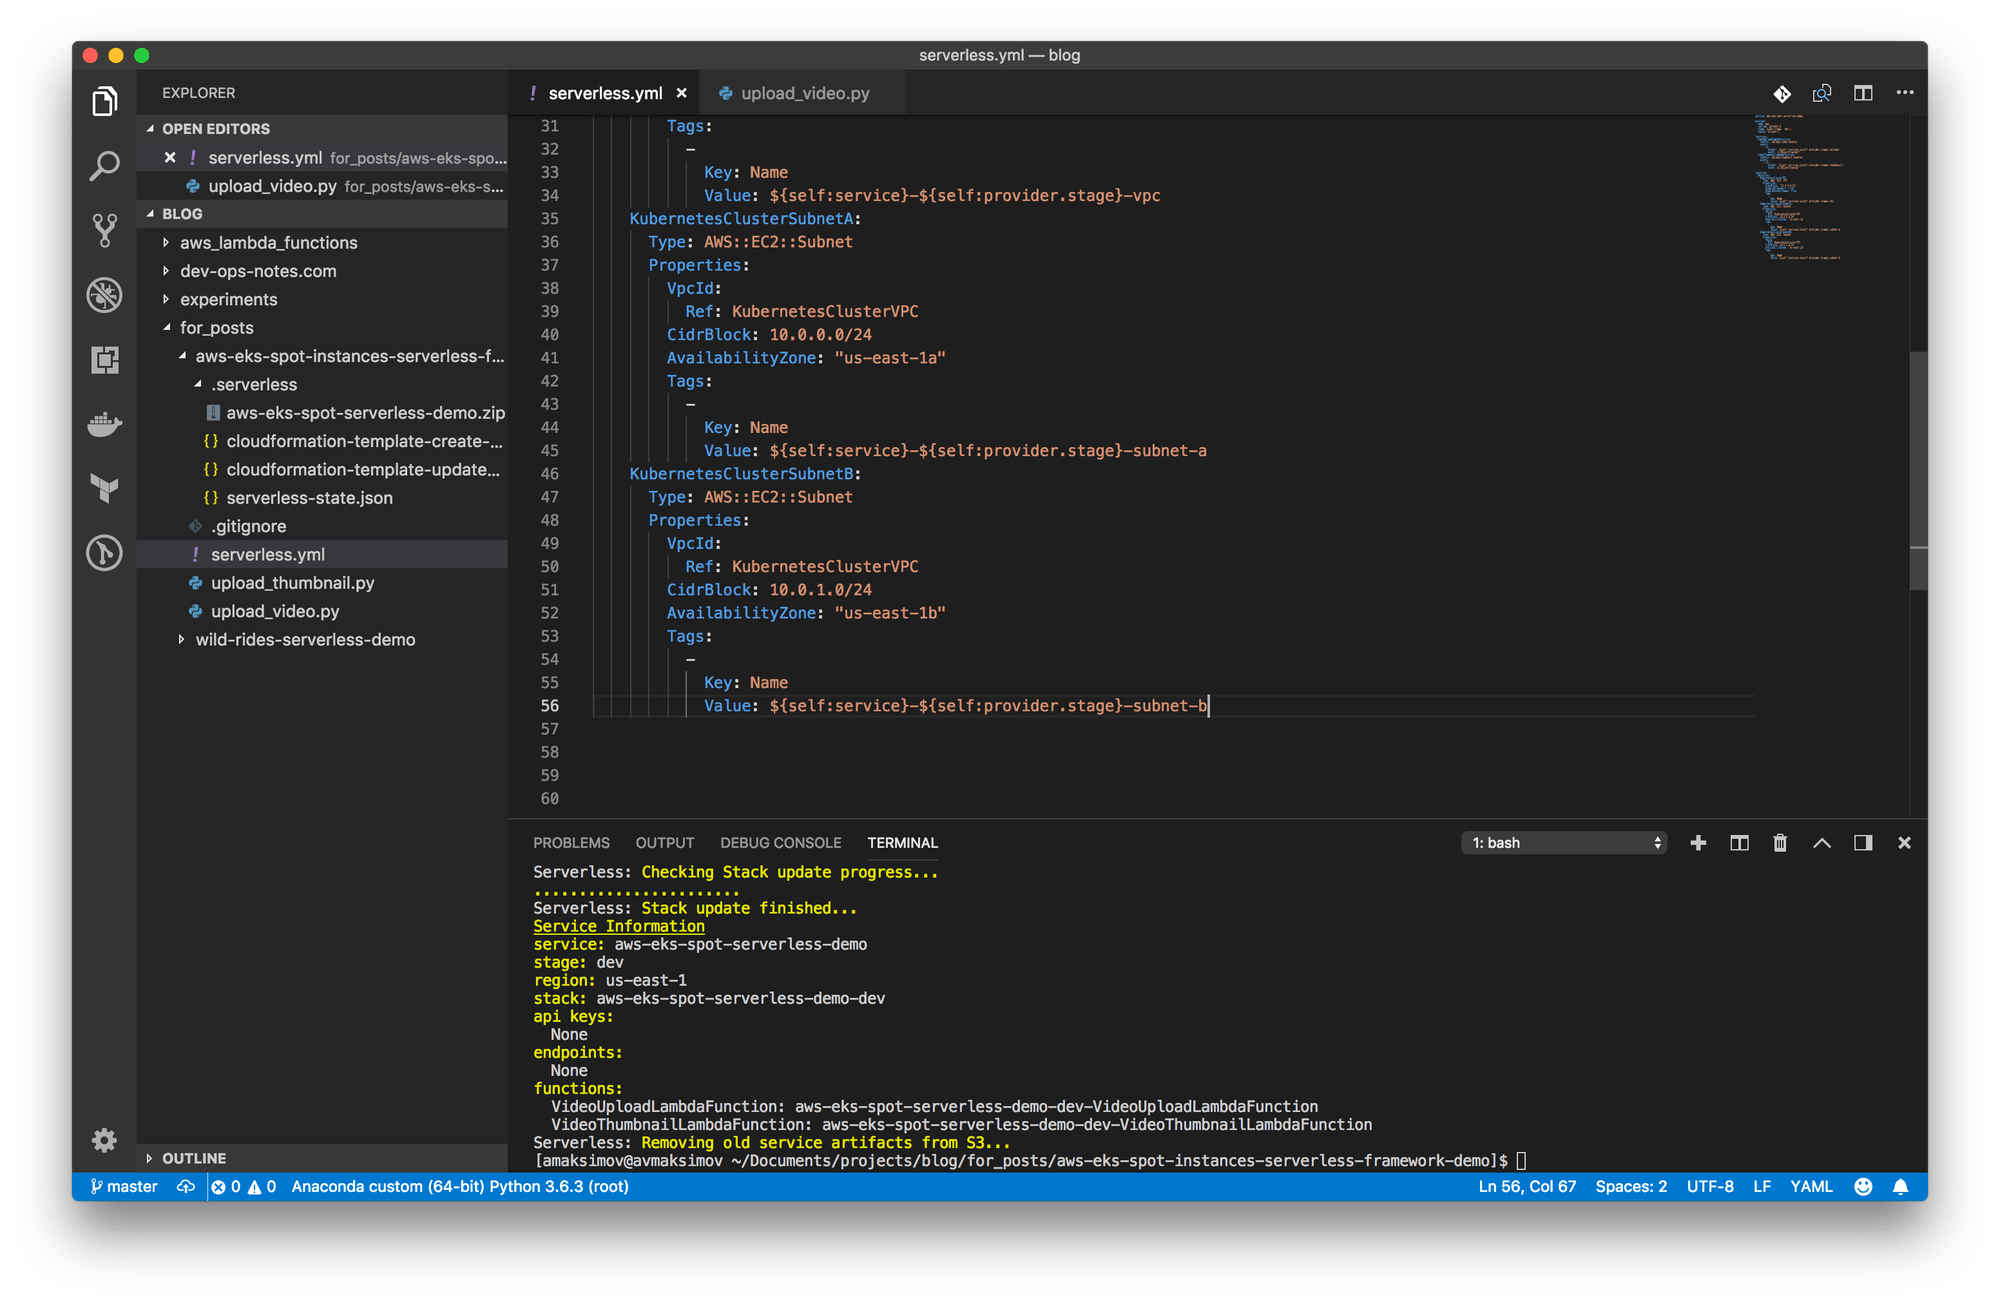 serverless.yml — blog
EXPLORER
OPEN EDITORS
serverless.yml for_posts/aws-eks-spo...
upload_video.py for_posts/aws-eks-s...
BLOG
aws_lambda_functions
dev-ops-notes.com
experiments
for_posts
aws-eks-spot-instances-serverless-f...
.serverless
aws-eks-spot-serverless-demo.zip
{} cloudformation-template-create-...
{} cloudformation-template-update...
{} serverless-state.json
.gitignore
! serverless.yml
upload_thumbnail.py
upload_video.py
wild-rides-serverless-demo
OUTLINE
! serverless.yml × upload_video.py
31 Tags:
32 –
33 Key: Name
34 Value: ${self:service}-${self:provider.stage}-vpc
35 KubernetesClusterSubnetA:
36 Type: AWS::EC2::Subnet
37 Properties:
38 VpcId:
39 Ref: KubernetesClusterVPC
40 CidrBlock: 10.0.0.0/24
41 AvailabilityZone: "us-east-1a"
42 Tags:
43 –
44 Key: Name
45 Value: ${self:service}-${self:provider.stage}-subnet-a
46 KubernetesClusterSubnetB:
47 Type: AWS::EC2::Subnet
48 Properties:
49 VpcId:
50 Ref: KubernetesClusterVPC
51 CidrBlock: 10.0.1.0/24
52 AvailabilityZone: "us-east-1b"
53 Tags:
54 –
55 Key: Name
56 Value: ${self:service}-${self:provider.stage}-subnet-b
57
58
59
60
PROBLEMS OUTPUT DEBUG CONSOLE TERMINAL 1: bash
Serverless: Checking Stack update progress...
.......................
Serverless: Stack update finished...
Service Information
service: aws-eks-spot-serverless-demo
stage: dev
region: us-east-1
stack: aws-eks-spot-serverless-demo-dev
api keys:
None
endpoints:
None
functions:
VideoUploadLambdaFunction: aws-eks-spot-serverless-demo-dev-VideoUploadLambdaFunction
VideoThumbnailLambdaFunction: aws-eks-spot-serverless-demo-dev-VideoThumbnailLambdaFunction
Serverless: Removing old service artifacts from S3...
[amaksimov@avmaksimov ~/Documents/projects/blog/for_posts/aws-eks-spot-instances-serverless-framework-demo]$
master 0 0 Anaconda custom (64-bit) Python 3.6.3 (root) Ln 56, Col 67 Spaces: 2 UTF-8 LF YAML